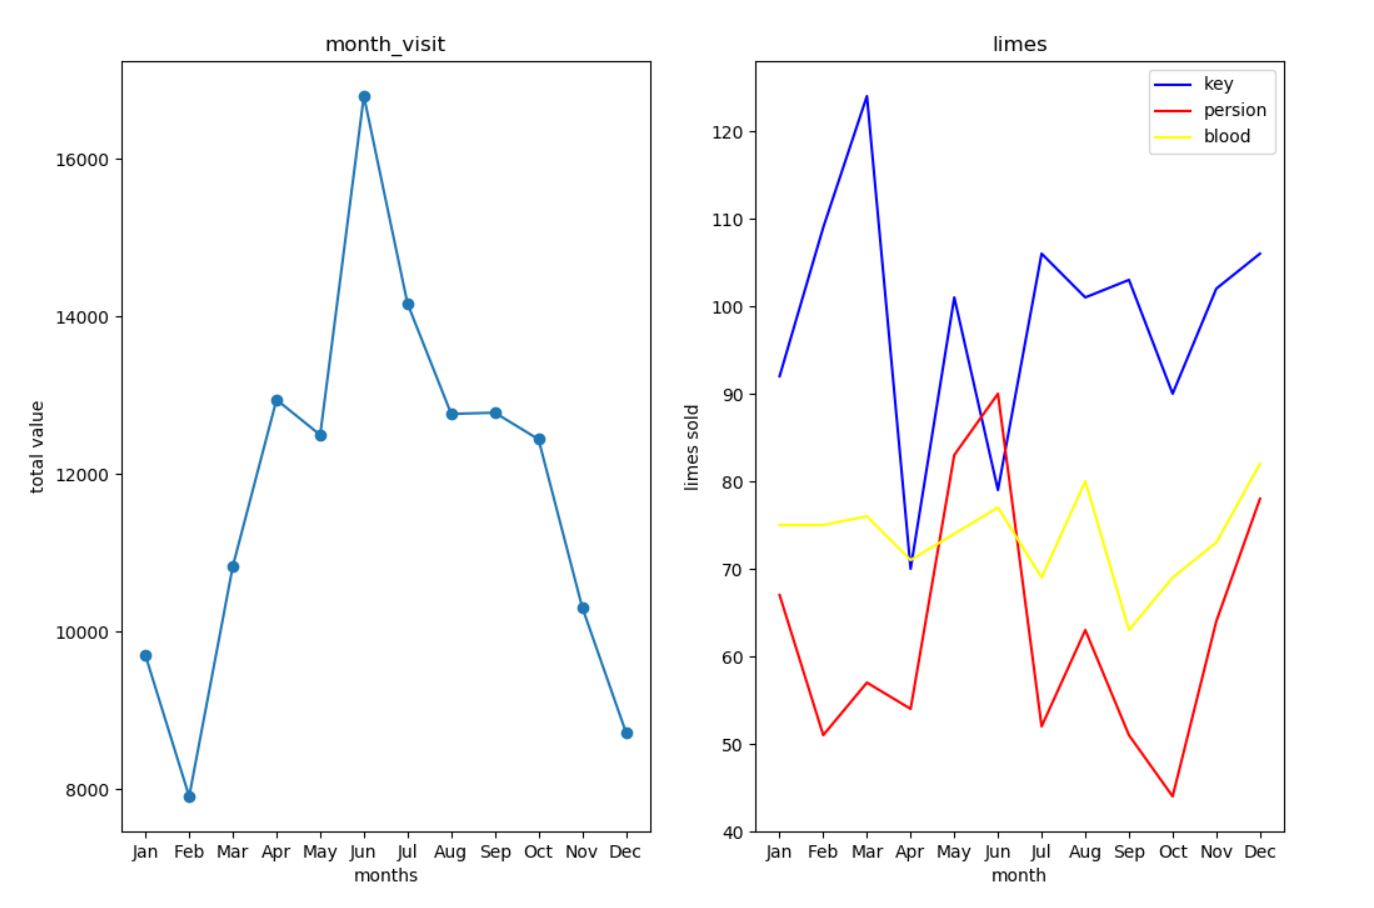 month_visit
total value
16000
14000
12000
10000
8000
Jan Feb Mar Apr May Jun Jul Aug Sep Oct Nov Dec
months
limes
key
persion
blood
limes sold
120
110
100
90
80
70
60
50
40
Jan Feb Mar Apr May Jun Jul Aug Sep Oct Nov Dec
month